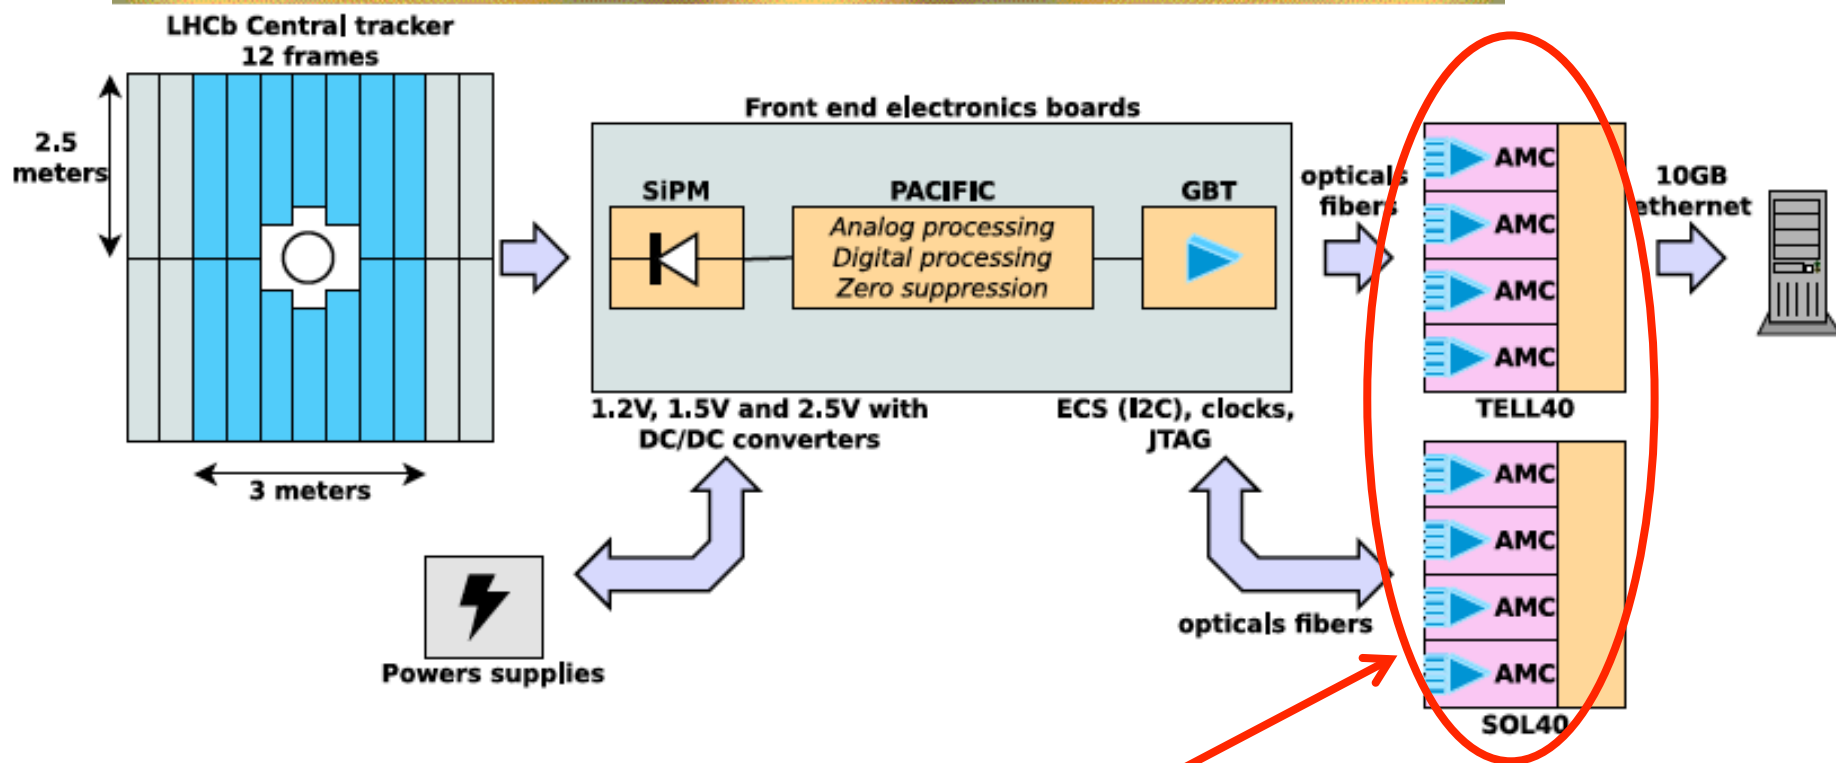 LHCb Central tracker
12 frames
2.5
meters
3 meters
Front end electronics boards
SiPM
PACIFIC
Analog processing
Digital processing
Zero suppression
GBT
1.2V, 1.5V and 2.5V with
DC/DC converters
ECS (I2C), clocks,
JTAG
Powers supplies
opticals
fibers
opticals fibers
AMC
AMC
AMC
AMC
TELL40
AMC
AMC
AMC
AMC
SOL40
10GB
ethernet